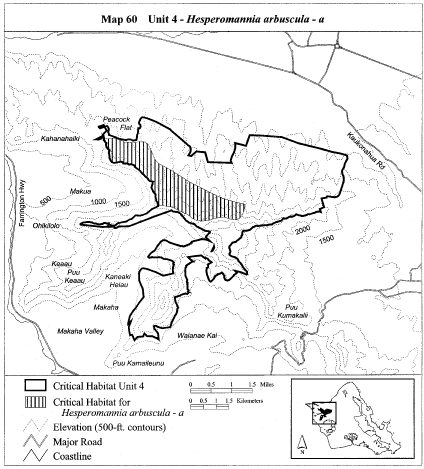 Map 60 Unit 4 - Hesperomannia arbuscula - a
Peacock
Flat
Kahanahaiki
Kaukonahua Rd
Farrington Hwy
Makua
500
1000
1500
Ohikilolo
2000
1500
Keaau
Puu
Keaau
Kaneaki
Heiau
Makaha
Puu
Kumakalii
Makaha Valley
Waianae Kai
Puu Kamaileunu
Critical Habitat Unit 4
Critical Habitat for
Hesperomannia arbuscula - a
Elevation (500-ft. contours)
Major Road
Coastline
0 0.5 1 1.5 Miles
0 0.5 1 1.5 Kilometers
N